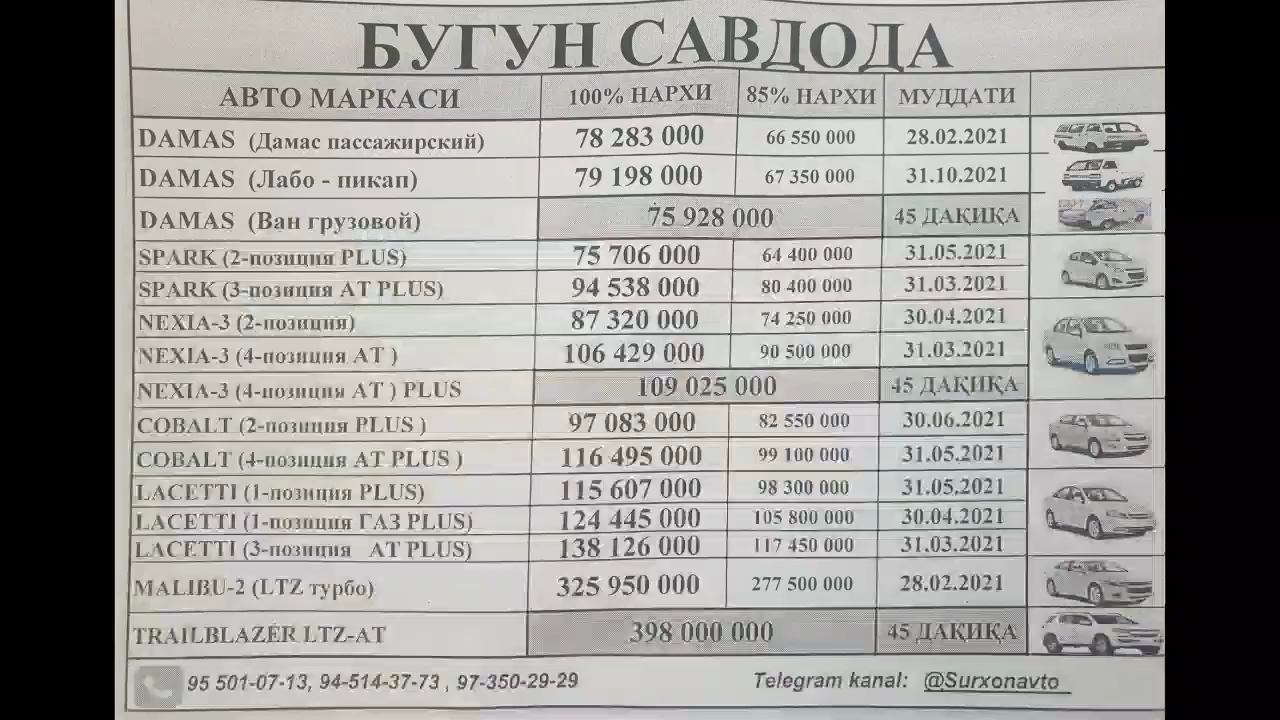 БУГУН САВДОДА
АВТО МАРКАСИ 100% НАРХИ 85% НАРХИ МУДДАТИ
DAMAS (Дамас пассажирский) 78 283 000 66 550 000 28.02.2021
DAMAS (Лабо - пикап) 79 198 000 67 350 000 31.10.2021
DAMAS (Ван грузовой) 75 928 000 45 ДАҚИҚА
SPARK (2-позиция PLUS) 75 706 000 64 400 000 31.05.2021
SPARK (3-позиция AT PLUS) 94 538 000 80 400 000 31.03.2021
NEXIA-3 (2-позиция) 87 320 000 74 250 000 30.04.2021
NEXIA-3 (4-позиция AT ) 106 429 000 90 500 000 31.03.2021
NEXIA-3 (4-позиция AT ) PLUS 109 025 000 45 ДАҚИҚА
COBALT (2-позиция PLUS ) 97 083 000 82 550 000 30.06.2021
COBALT (4-позиция AT PLUS ) 116 495 000 99 100 000 31.05.2021
LACETTI (1-позиция PLUS) 115 607 000 98 300 000 31.05.2021
LACETTI (1-позиция ГАЗ PLUS) 124 445 000 105 800 000 30.04.2021
LACETTI (3-позиция AT PLUS) 138 126 000 117 450 000 31.03.2021
MALIBU-2 (LTZ турбо) 325 950 000 277 500 000 28.02.2021
TRAILBLAZER LTZ-AT 398 000 000 45 ДАҚИҚА
95 501-07-13, 94-514-37-73 , 97-350-29-29 Telegram kanal: @Surxonavto